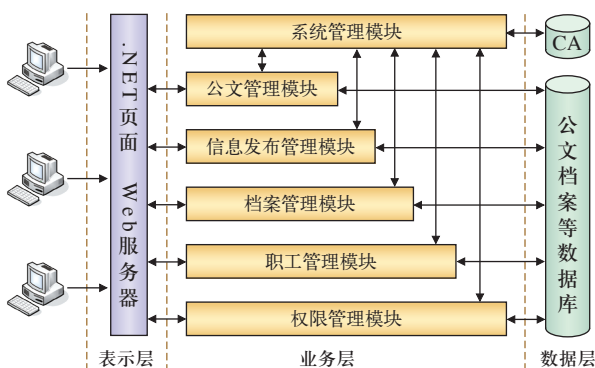 系统管理模块
CA
.NET页面 Web服务器
公文管理模块
信息发布管理模块
档案管理模块
职工管理模块
权限管理模块
公文档案等数据库
表示层
业务层
数据层